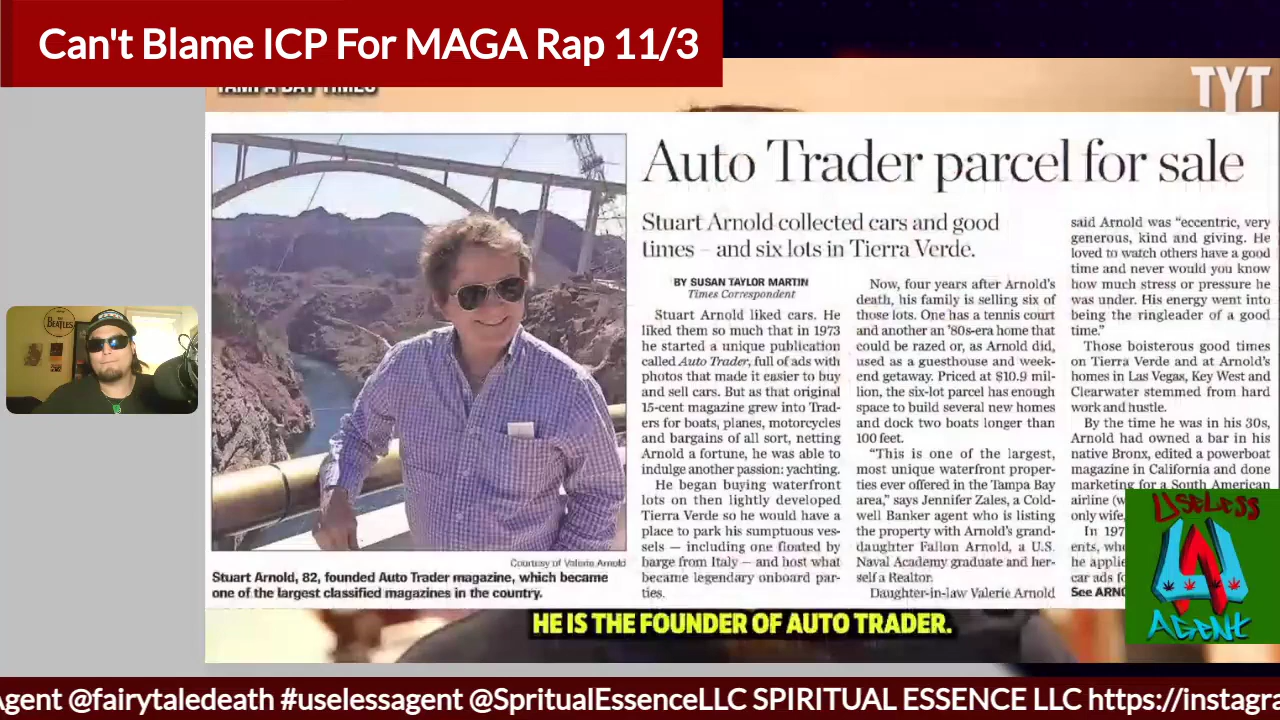 Can't Blame ICP For MAGA Rap 11/3
TAMPA BAY TIMES
TYT
BEATLES
Auto Trader parcel for sale
Stuart Arnold collected cars and good
times – and six lots in Tierra Verde.
BY SUSAN TAYLOR MARTIN
Times Correspondent
Stuart Arnold liked cars. He
liked them so much that in 1973
he started a unique publication
called Auto Trader, full of ads with
photos that made it easier to buy
and sell cars. But as that original
15-cent magazine grew into Trad-
ers for boats, planes, motorcycles
and bargains of all sort, netting
Arnold a fortune, he was able to
indulge another passion: yachting.
He began buying waterfront
lots on then lightly developed
Tierra Verde so he would have a
place to park his sumptuous ves-
sels — including one floated by
barge from Italy — and host what
became legendary onboard par-
ties.
Now, four years after Arnold's
death, his family is selling six of
those lots. One has a tennis court
and another an '80s-era home that
could be razed or, as Arnold did,
used as a guesthouse and week-
end getaway. Priced at $10.9 mil-
lion, the six-lot parcel has enough
space to build several new homes
and dock two boats longer than
100 feet.
"This is one of the largest,
most unique waterfront proper-
ties ever offered in the Tampa Bay
area," says Jennifer Zales, a Cold-
well Banker agent who is listing
the property with Arnold's grand-
daughter Fallon Arnold, a U.S.
Naval Academy graduate and her-
self a Realtor.
Daughter-in-law Valerie Arnold
said Arnold was "eccentric, very
generous, kind and giving. He
loved to watch others have a good
time and never would you know
how much stress or pressure he
was under. His energy went into
being the ringleader of a good
time."
Those boisterous good times
on Tierra Verde and at Arnold's
homes in Las Vegas, Key West and
Clearwater stemmed from hard
work and hustle.
By the time he was in his 30s,
Arnold had owned a bar in his
native Bronx, edited a powerboat
magazine in California and done
marketing for a South American
airline (w
only wife,
In 197
ents, whe
he applie
car ads fo
See ARNO
Courtesy of Valerie Arnold
Stuart Arnold, 82, founded Auto Trader magazine, which became
one of the largest classified magazines in the country.
USELESS
AGENT
HE IS THE FOUNDER OF AUTO TRADER.
Agent @fairytaledeath #uselessagent @SpritualEssenceLLC SPIRITUAL ESSENCE LLC https://instagra